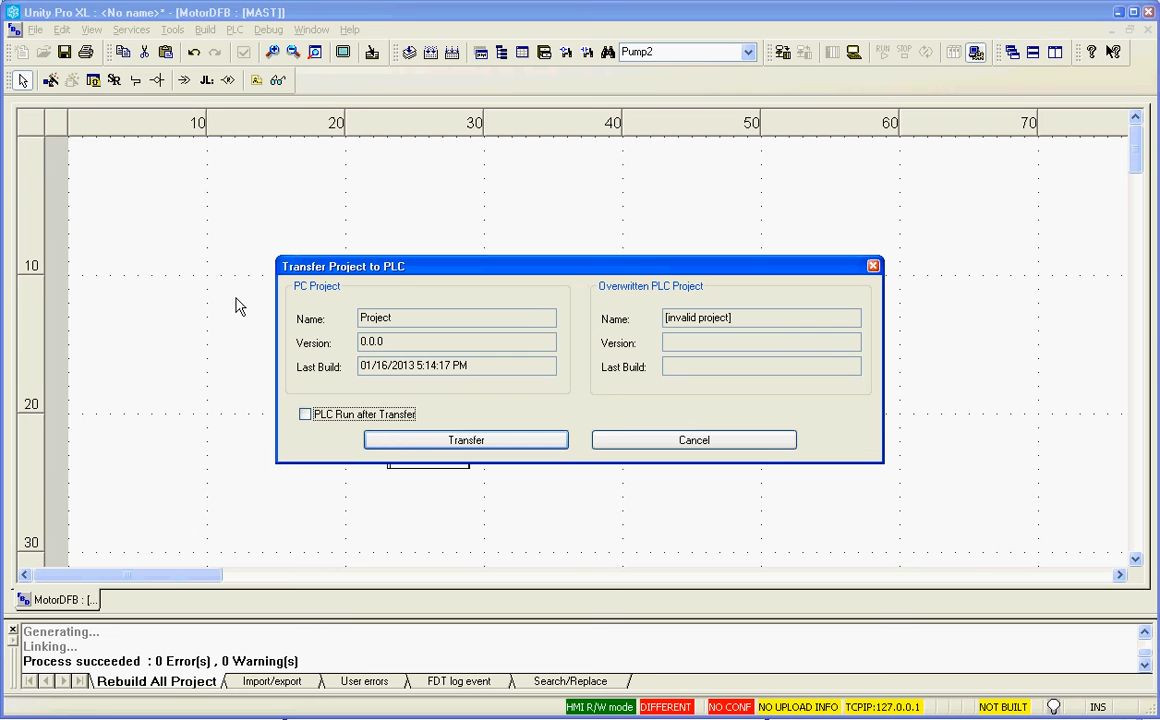 Unity Pro XL : <No name>* - [MotorDFB : [MAST]]
File Edit View Services Tools Build PLC Debug Window Help
Pump2
RUN STOP
SR
JL:
10 20 30 40 50 60 70
10
20
30
Transfer Project to PLC
PC Project
Name: Project
Version: 0.0.0
Last Build: 01/16/2013 5:14:17 PM
Overwritten PLC Project
Name: [invalid project]
Version:
Last Build:
PLC Run after Transfer
Transfer Cancel
MotorDFB : [...
Generating...
Linking...
Process succeeded : 0 Error(s) , 0 Warning(s)
Rebuild All Project Import/export User errors FDT log event Search/Replace
HMI R/W mode DIFFERENT NO CONF NO UPLOAD INFO TCPIP:127.0.0.1 NOT BUILT INS